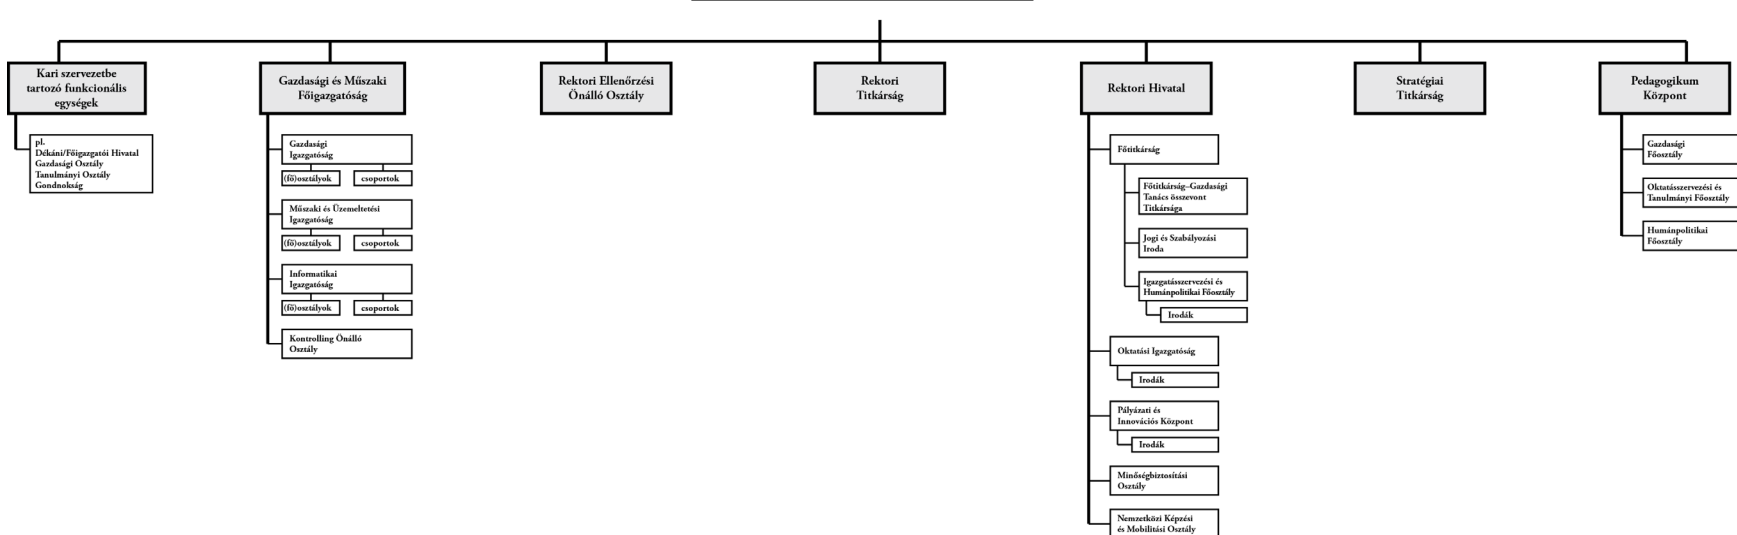 Kari szervezetbe
tartozó funkcionális
egységek
pl.
Dékáni/Főigazgatói Hivatal
Gazdasági Osztály
Tanulmányi Osztály
Gondnokság
Gazdasági és Műszaki
Főigazgatóság
Gazdasági
Igazgatóság
(fő)osztályok
csoportok
Műszaki és Üzemeltetési
Igazgatóság
(fő)osztályok
csoportok
Informatikai
Igazgatóság
(fő)osztályok
csoportok
Kontrolling Önálló
Osztály
Rektori Ellenőrzési
Önálló Osztály
Rektori
Titkárság
Rektori Hivatal
Főtitkárság
Főtitkárság–Gazdasági
Tanács összevont
Titkársága
Jogi és Szabályozási
Iroda
Igazgatásszervezési és
Humánpolitikai Főosztály
Irodák
Oktatási Igazgatóság
Irodák
Pályázati és
Innovációs Központ
Irodák
Minőségbiztosítási
Osztály
Nemzetközi Képzési
és Mobilitási Osztály
Stratégiai
Titkárság
Pedagogikum
Központ
Gazdasági
Főosztály
Oktatásszervezési és
Tanulmányi Főosztály
Humánpolitikai
Főosztály